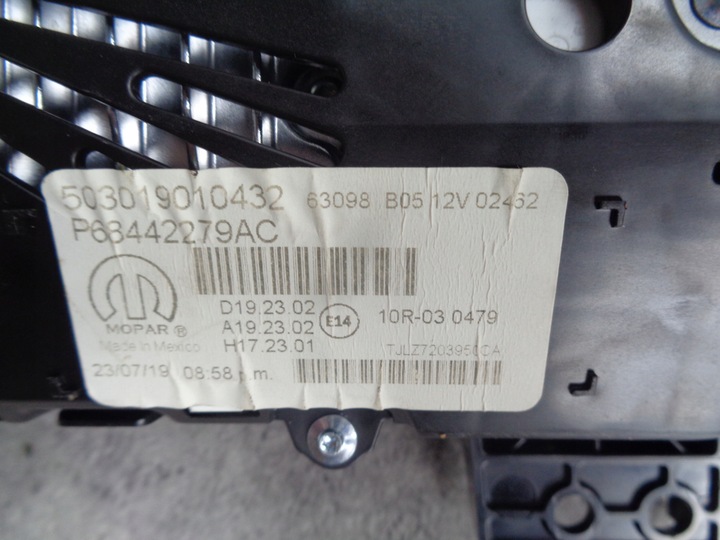 503019010432 63098 B05 12V 02462
P68442279AC
D19.23.02
A19.23.02
H17.23.01
E14
10R-03 0479
MOPAR ®
Made in Mexico
TJLZ7203950CA
23/07/19 08:58 p.m.